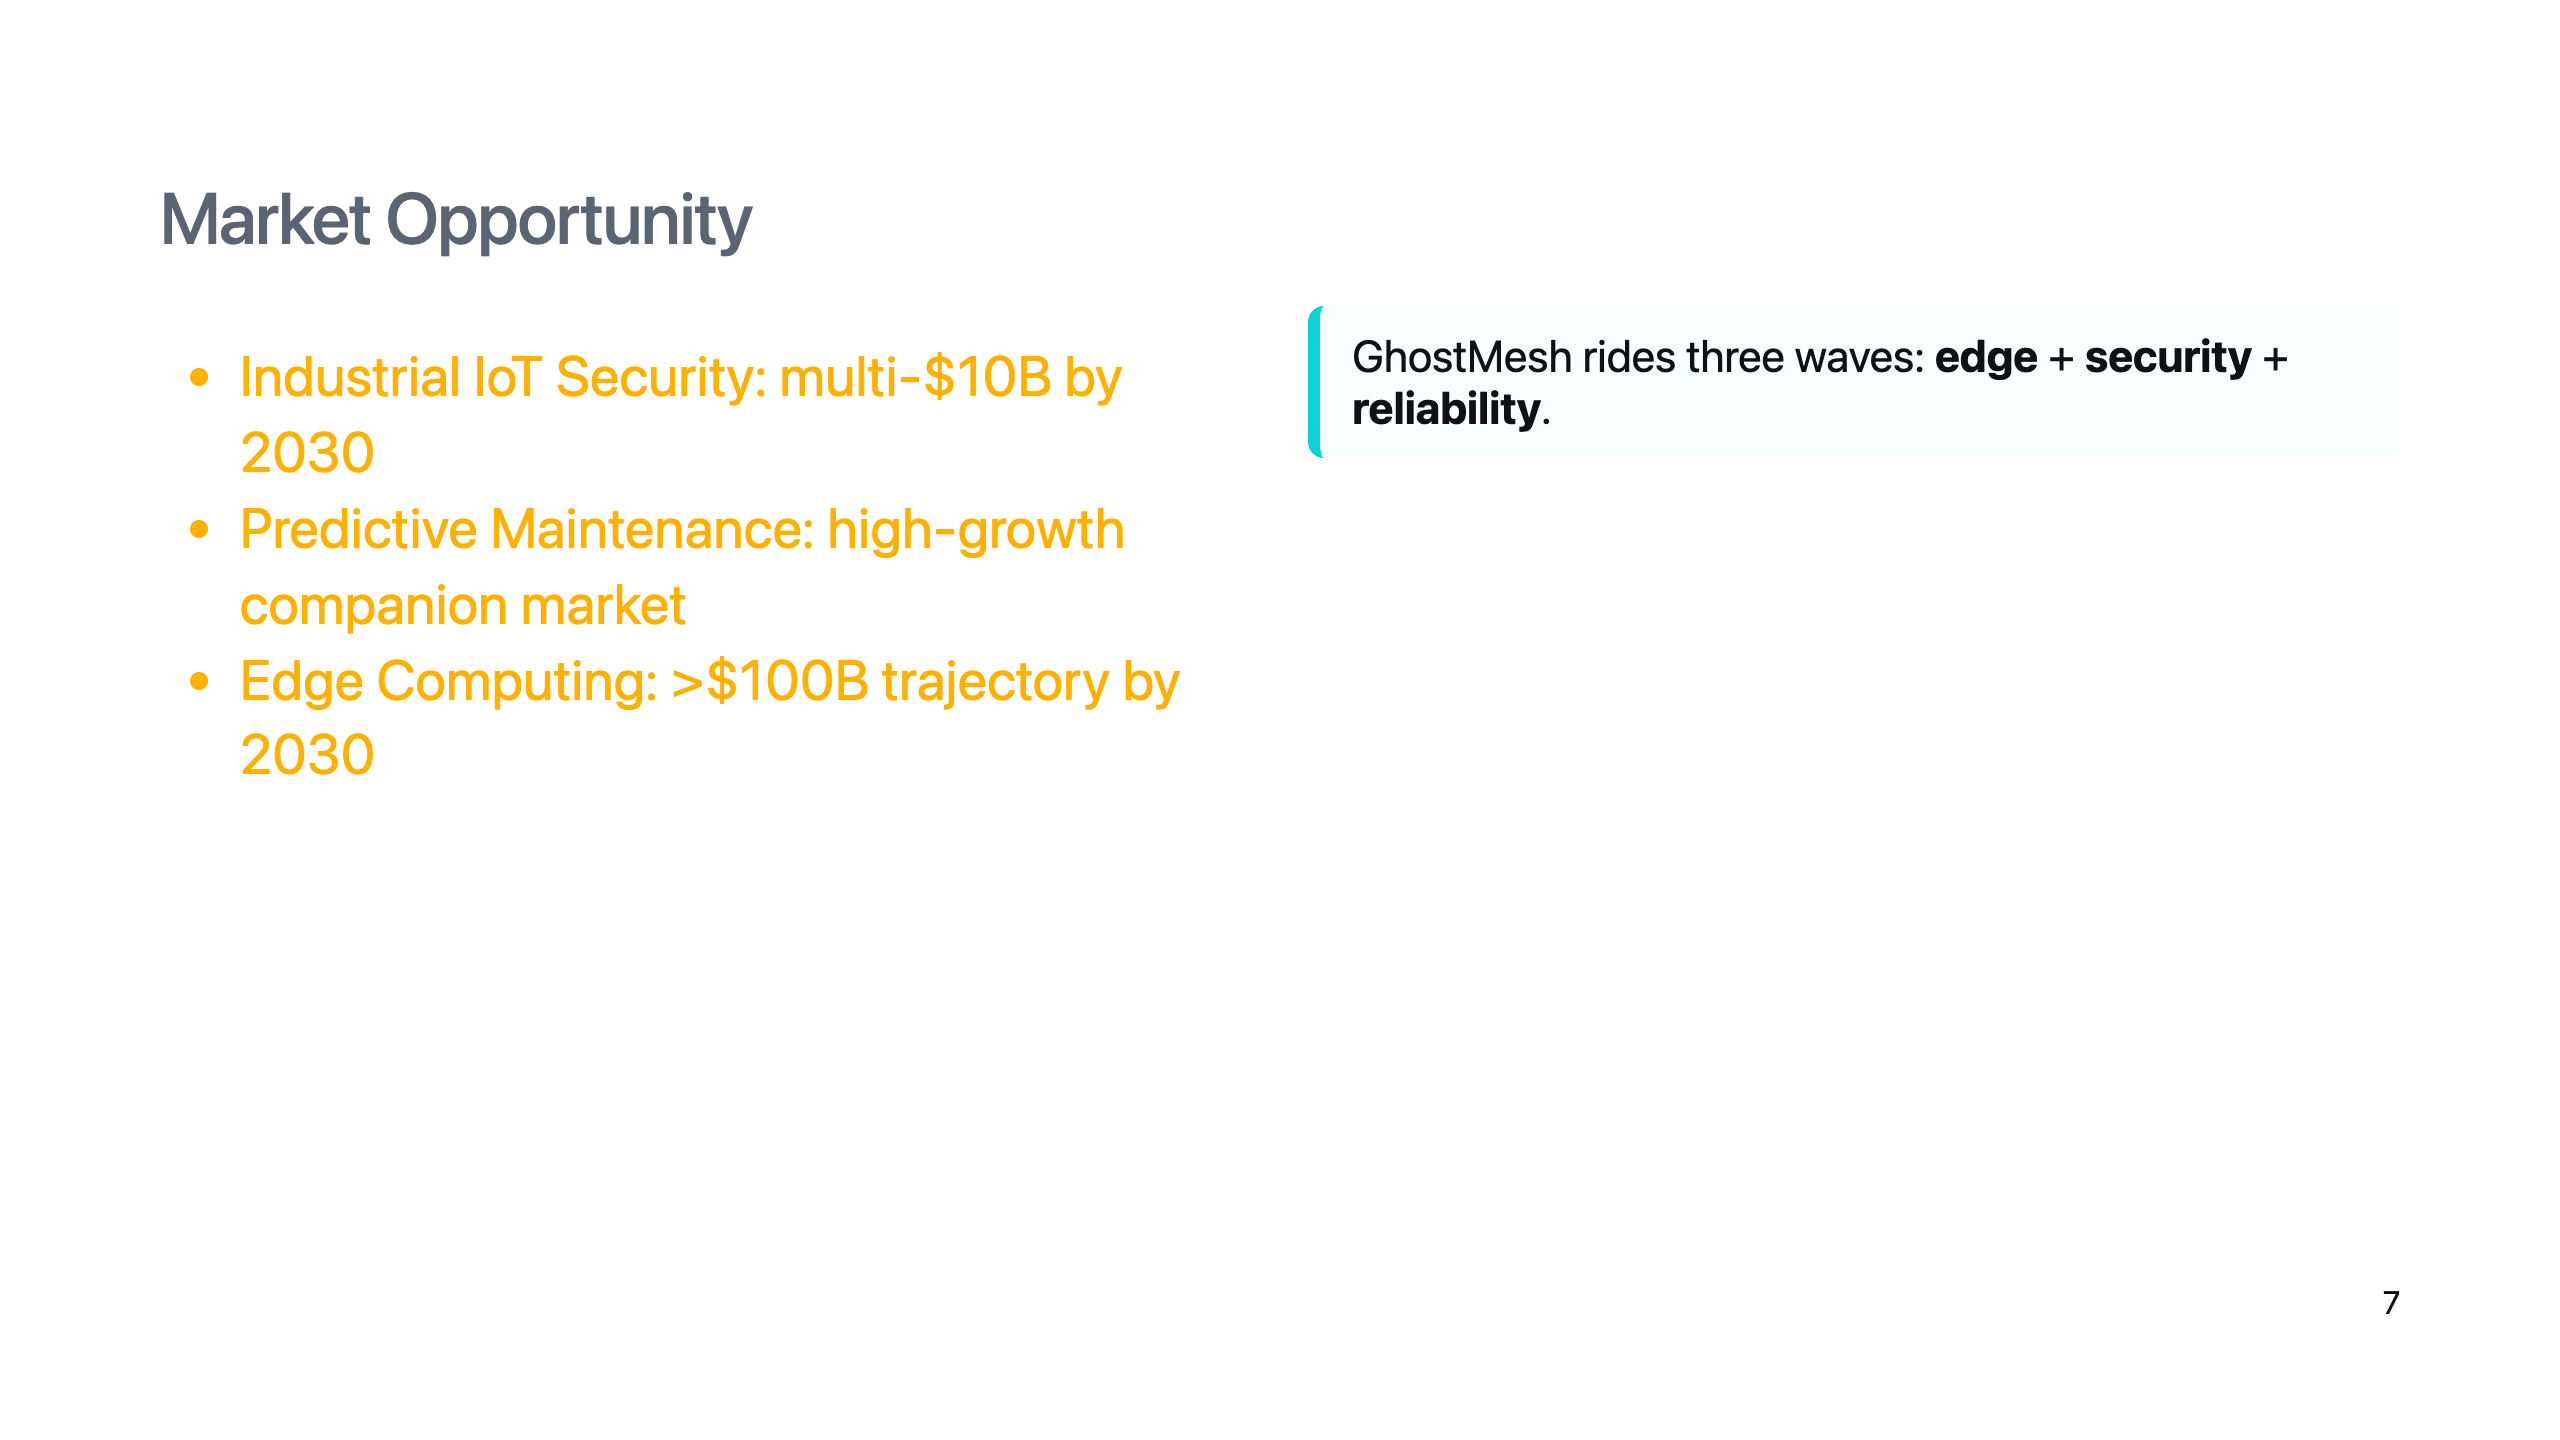 Market Opportunity
• Industrial IoT Security: multi-$10B by
2030
• Predictive Maintenance: high-growth
companion market
• Edge Computing: >$100B trajectory by
2030
GhostMesh rides three waves: edge + security +
reliability.
7